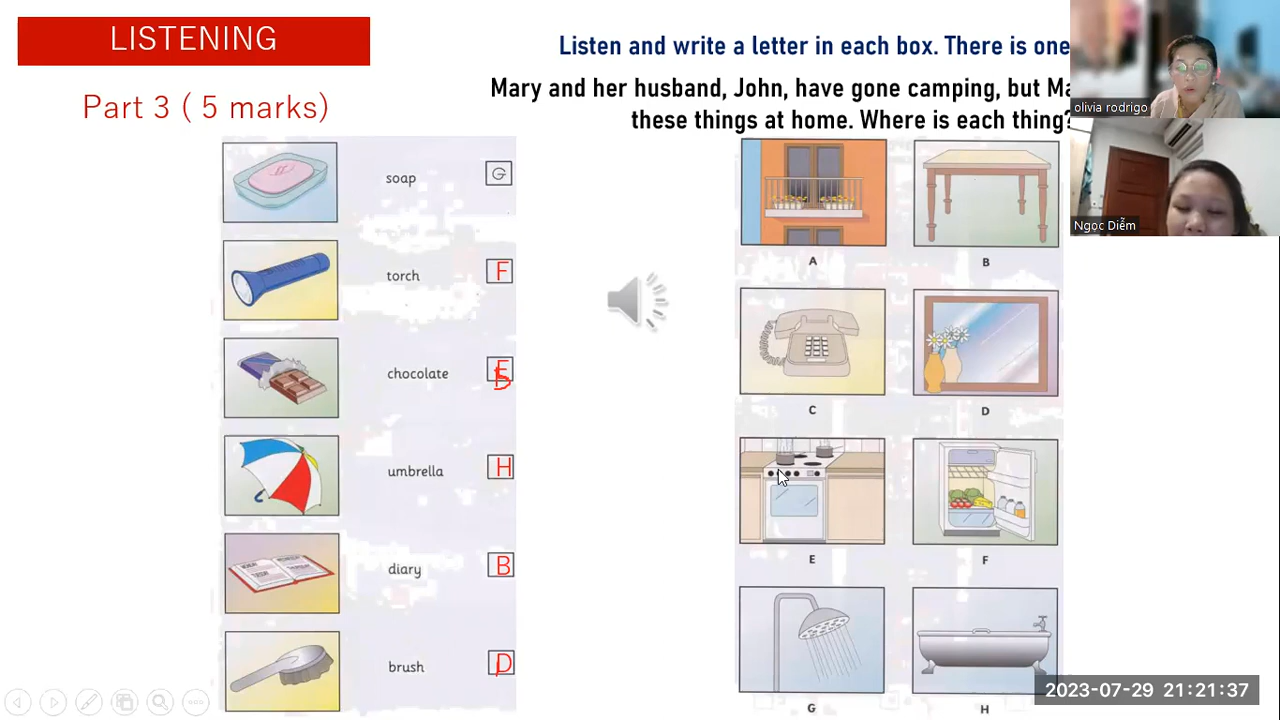 LISTENING
Part 3 ( 5 marks)
Listen and write a letter in each box. There is one
Mary and her husband, John, have gone camping, but Ma
these things at home. Where is each thing?
olivia rodrigo
Ngọc Diễm
soap
G
torch
F
chocolate
E
umbrella
H
diary
B
brush
D
A
B
C
D
E
F
G
H
2023-07-29 21:21:37